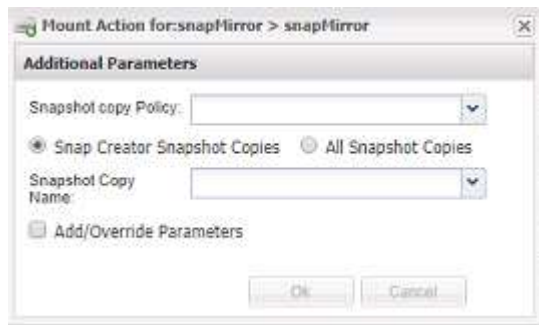 Mount Action for:snapMirror > snapMirror
Additional Parameters
Snapshot copy Policy:
Snap Creator Snapshot Copies All Snapshot Copies
Snapshot Copy
Name:
Add/Override Parameters
Ok Cancel